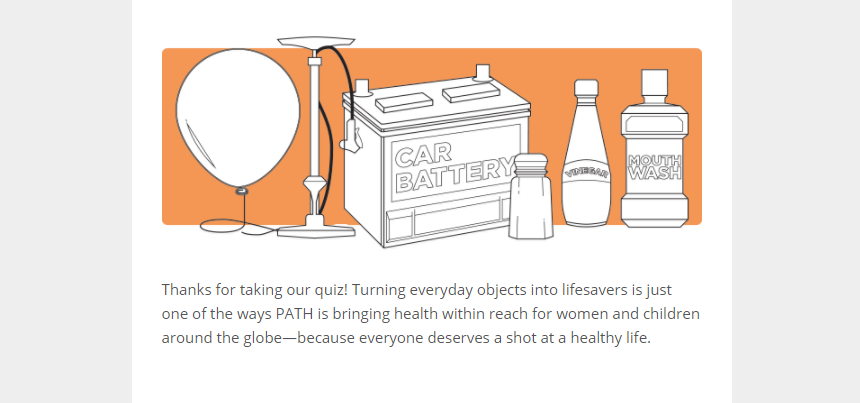 CAR
BATTERY
VINEGAR
MOUTH
WASH
Thanks for taking our quiz! Turning everyday objects into lifesavers is just
one of the ways PATH is bringing health within reach for women and children
around the globe—because everyone deserves a shot at a healthy life.